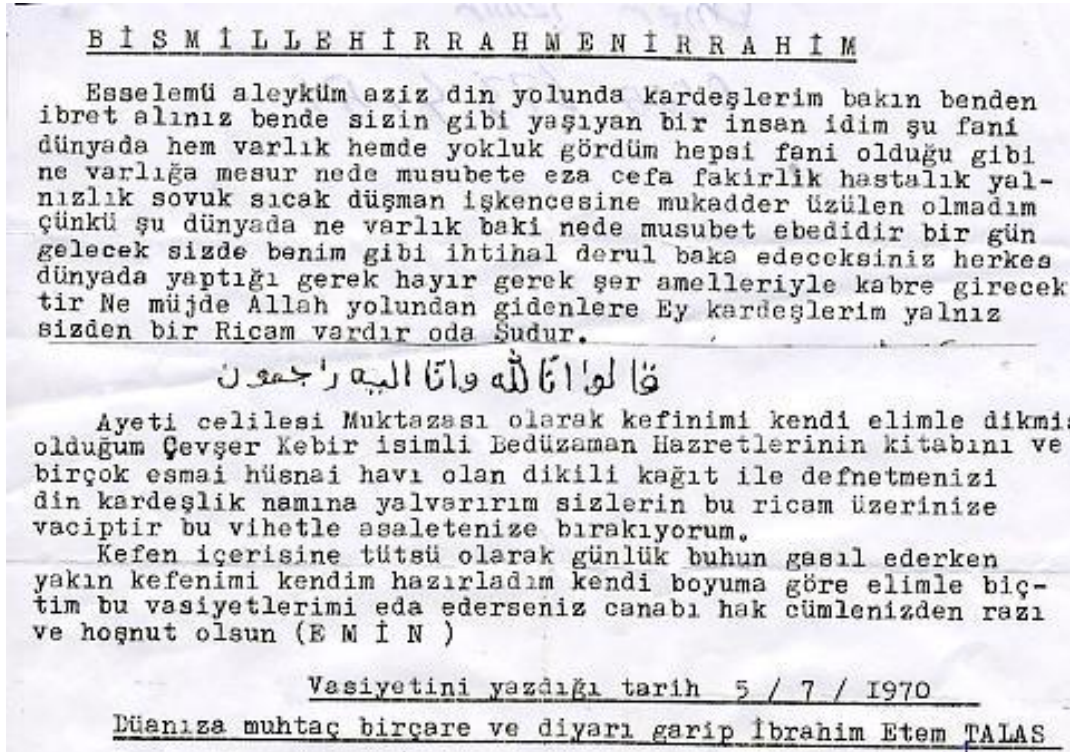 B İ S M İ L L E H İ R R A H M E N İ R R A H İ M
Esselemü aleyküm aziz din yolunda kardeşlerim bakın benden
ibret alınız bende sizin gibi yaşıyan bir insan idim şu fani
dünyada hem varlık hemde yokluk gördüm hepsi fani olduğu gibi
ne varlığa mesur nede musubete eza cefa fakirlik hastalık yal-
nızlık sovuk sıcak düşman işkencesine mukadder üzülen olmadım
çünkü şu dünyada ne varlık baki nede musubet ebedidir bir gün
gelecek sizde benim gibi ihtihal derul baka edeceksiniz herkes
dünyada yaptığı gerek hayır gerek şer amelleriyle kabre girecek
tir Ne müjde Allah yolundan gidenlere Ey kardeşlerim yalnız
sizden bir Ricam vardır oda Şudur.
قالوا انا لله وانا اليه راجعون
Ayeti celilesi Muktazası olarak kefinimi kendi elimle dikmiş
olduğum Çevşer Kebir isimli Bedüzaman Hazretlerinin kitabını ve
birçok esmai hüsnai havı olan dikili kağıt ile defnetmenizi
din kardeşlik namına yalvarırım sizlerin bu ricam üzerinize
vaciptir bu vihetle asaletenize bırakıyorum.
Kefen içerisine tütsü olarak günlük buhun gasıl ederken
yakın kefenimi kendim hazırladım kendi boyuma göre elimle biç-
tim bu vasiyetlerimi eda ederseniz canabı hak cümlenizden razı
ve hoşnut olsun (E M İ N )
Vasiyetini yazdığı tarih 5 / 7 / I970
Düanıza muhtaç birçare ve diyarı garip İbrahim Etem TALAS